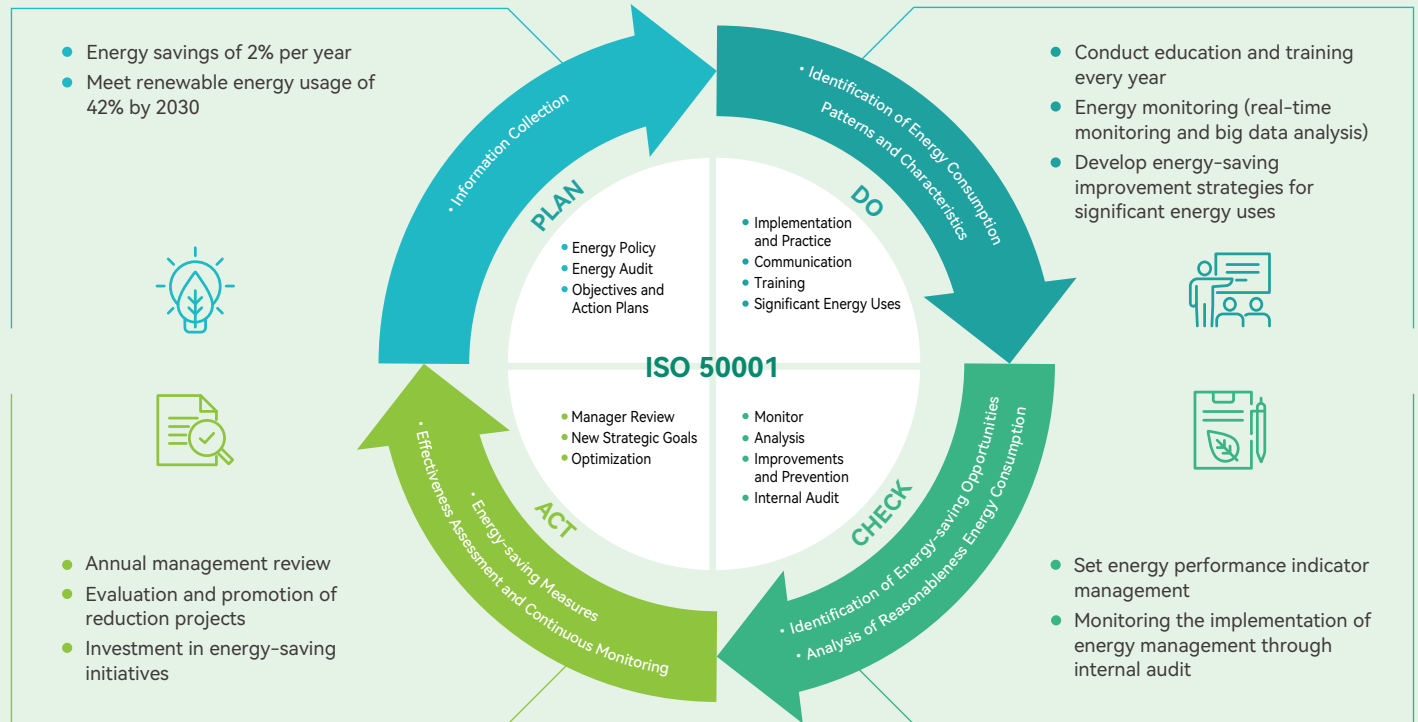 • Energy savings of 2% per year
• Meet renewable energy usage of
42% by 2030
• Information Collection
PLAN
• Energy Policy
• Energy Audit
• Objectives and
Action Plans
• Identification of Energy Consumption
Patterns and Characteristics
DO
• Implementation
and Practice
• Communication
• Training
• Significant Energy Uses
• Conduct education and training
every year
• Energy monitoring (real-time
monitoring and big data analysis)
• Develop energy-saving
improvement strategies for
significant energy uses
ISO 50001
• Manager Review
• New Strategic Goals
• Optimization
ACT
• Energy-saving Measures
• Effectiveness Assessment and Continuous Monitoring
• Annual management review
• Evaluation and promotion of
reduction projects
• Investment in energy-saving
initiatives
• Monitor
• Analysis
• Improvements
and Prevention
• Internal Audit
CHECK
• Identification of Energy-saving Opportunities
• Analysis of Reasonableness Energy Consumption
• Set energy performance indicator
management
• Monitoring the implementation of
energy management through
internal audit